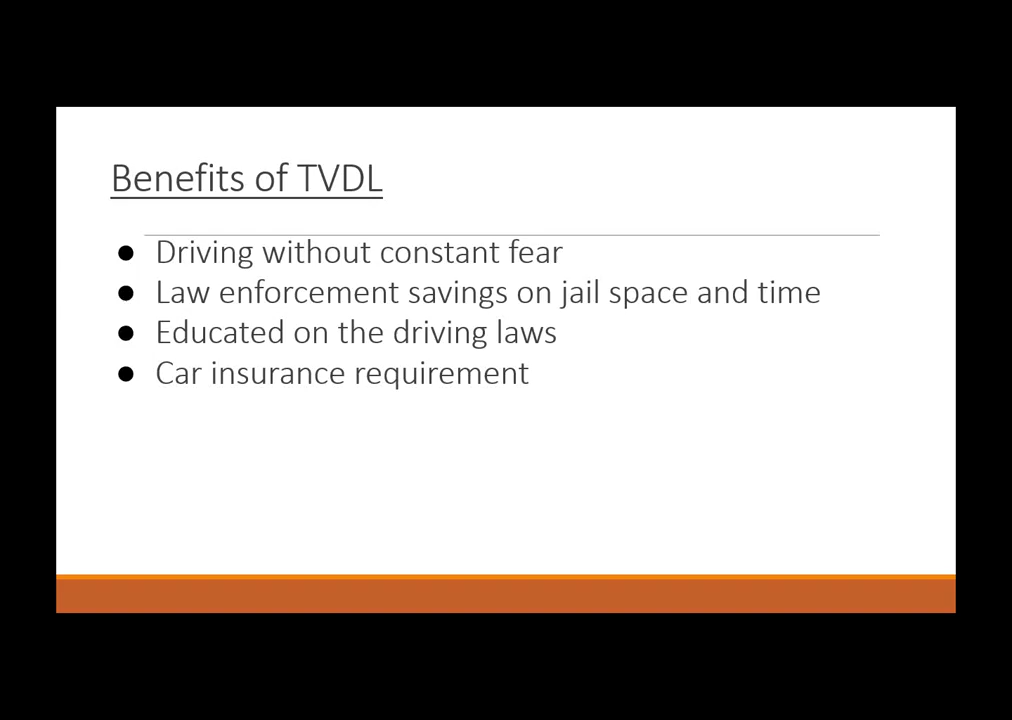 Benefits of TVDL
● Driving without constant fear
● Law enforcement savings on jail space and time
● Educated on the driving laws
● Car insurance requirement